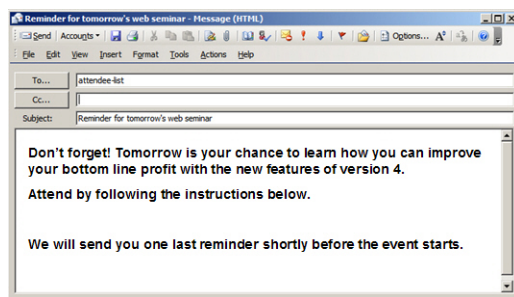 Reminder for tomorrow's web seminar - Message (HTML)
Send Accounts Options...
File Edit View Insert Format Tools Actions Help
To... attendee-list
Cc...
Subject: Reminder for tomorrow's web seminar
Don't forget! Tomorrow is your chance to learn how you can improve
your bottom line profit with the new features of version 4.
Attend by following the instructions below.
We will send you one last reminder shortly before the event starts.